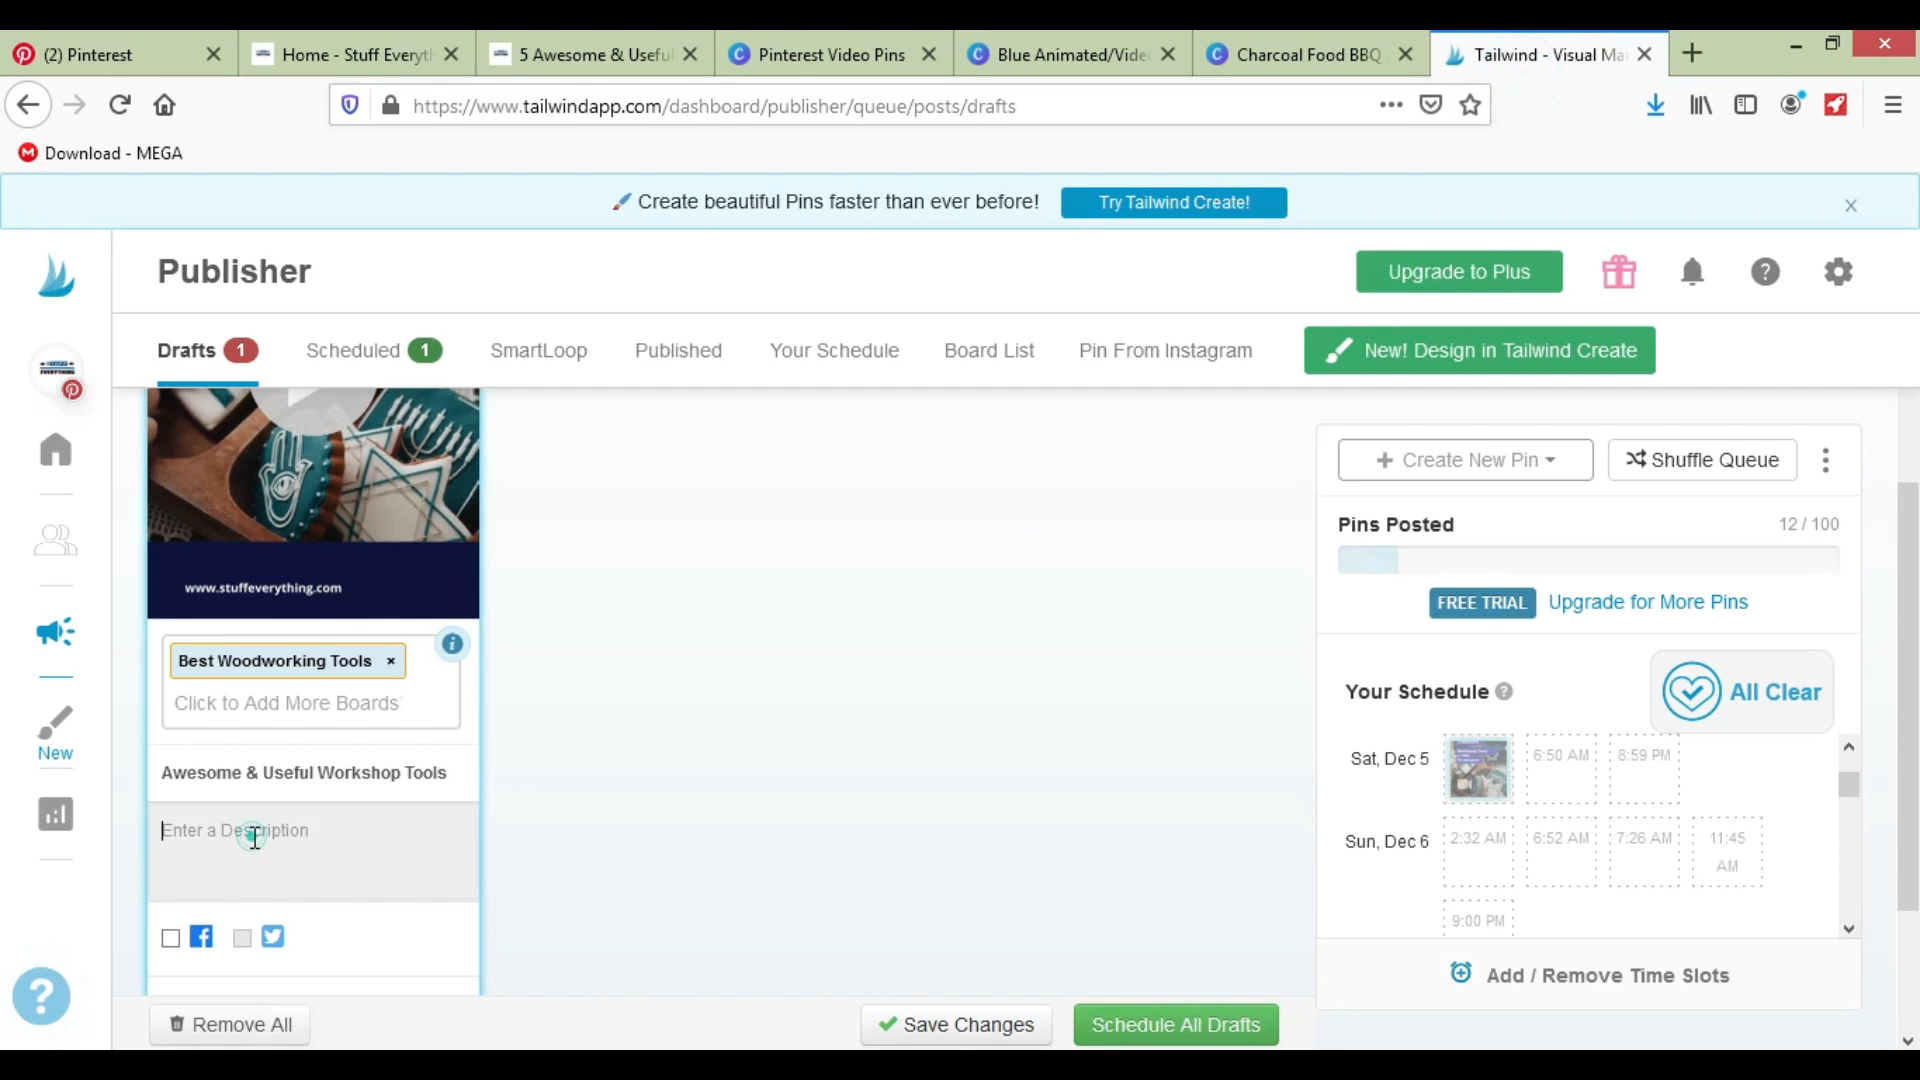 (2) Pinterest
Home - Stuff Everyt
5 Awesome & Useful
Pinterest Video Pins
Blue Animated/Vide
Charcoal Food BBQ
Tailwind - Visual Ma
https://www.tailwindapp.com/dashboard/publisher/queue/posts/drafts
Download - MEGA
Create beautiful Pins faster than ever before!
Try Tailwind Create!
Publisher
Upgrade to Plus
Drafts 1
Scheduled 1
SmartLoop
Published
Your Schedule
Board List
Pin From Instagram
New! Design in Tailwind Create
www.stuffeverything.com
Best Woodworking Tools ×
Click to Add More Boards
Awesome & Useful Workshop Tools
Enter a Description
New
Create New Pin
Shuffle Queue
Pins Posted
12 / 100
FREE TRIAL
Upgrade for More Pins
Your Schedule ?
All Clear
Sat, Dec 5
6:50 AM
8:59 PM
Sun, Dec 6
2:32 AM
6:52 AM
7:26 AM
11:45
AM
9:00 PM
Add / Remove Time Slots
Remove All
Save Changes
Schedule All Drafts